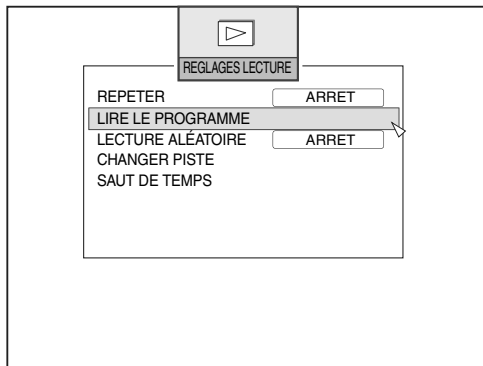 REGLAGES LECTURE
REPETER ARRET
LIRE LE PROGRAMME
LECTURE ALÉATOIRE ARRET
CHANGER PISTE
SAUT DE TEMPS